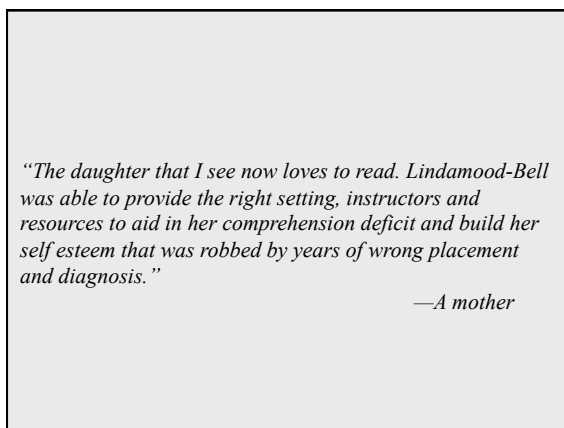 “The daughter that I see now loves to read. Lindamood-Bell
was able to provide the right setting, instructors and
resources to aid in her comprehension deficit and build her
self esteem that was robbed by years of wrong placement
and diagnosis.”
—A mother